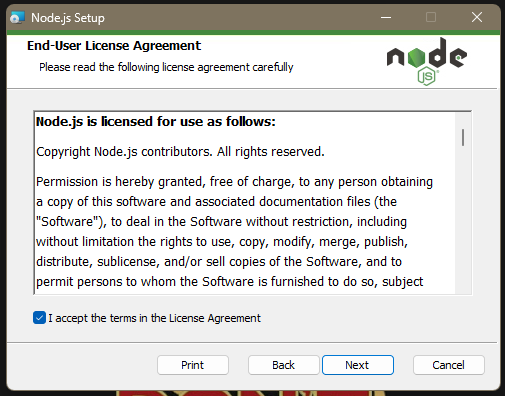 Node.js Setup
End-User License Agreement
Please read the following license agreement carefully
node
JS
Node.js is licensed for use as follows:
Copyright Node.js contributors. All rights reserved.
Permission is hereby granted, free of charge, to any person obtaining
a copy of this software and associated documentation files (the
"Software"), to deal in the Software without restriction, including
without limitation the rights to use, copy, modify, merge, publish,
distribute, sublicense, and/or sell copies of the Software, and to
permit persons to whom the Software is furnished to do so, subject
I accept the terms in the License Agreement
Print
Back
Next
Cancel